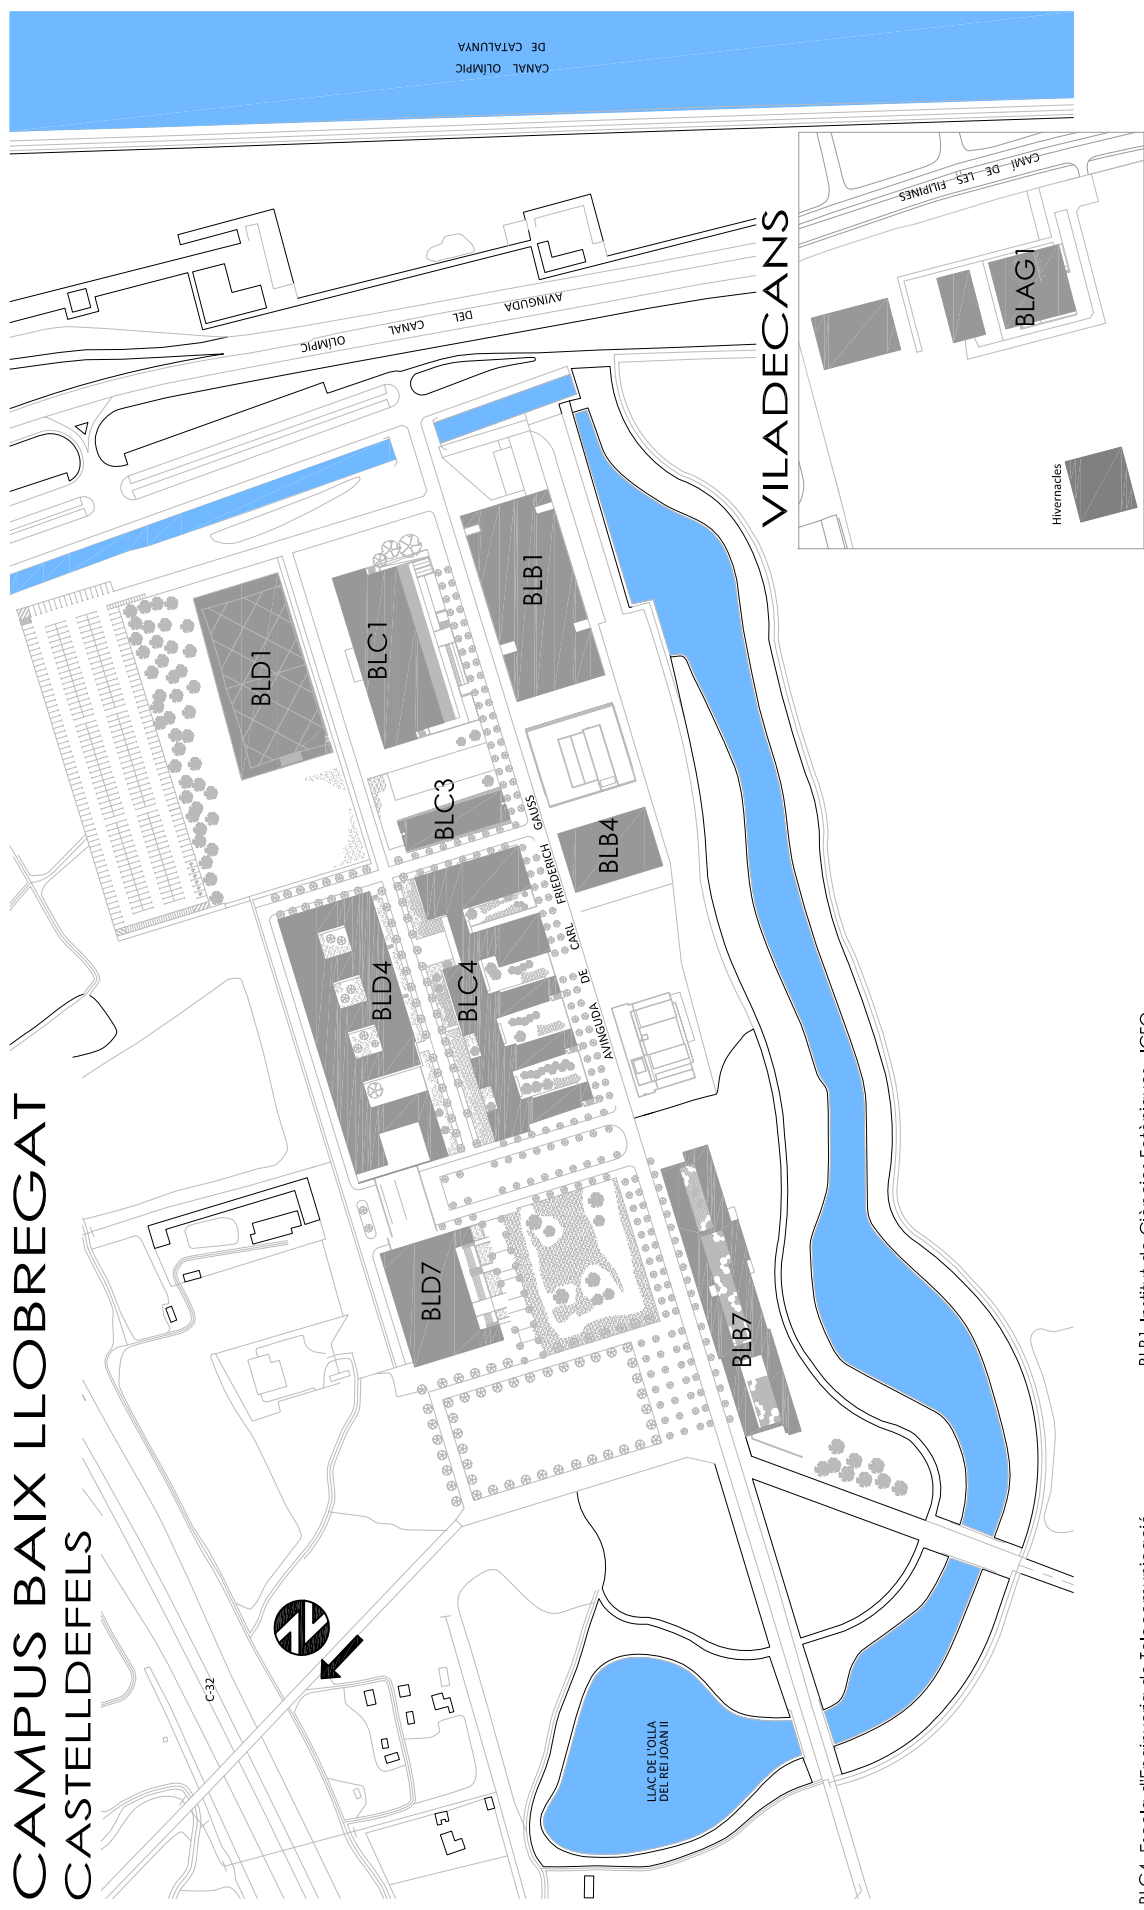 CAMPUS BAIX LLOBREGAT
CASTELLDEFELS
C-32
LLAC DE L'OLLA
DEL REI JOAN II
BLD7
BLB7
BLD4
BLC4
BLC3
BLB4
BLD1
BLC1
BLB1
AVINGUDA DE CARL FRIEDERICH GAUSS
AVINGUDA DEL CANAL OLÍMPIC
CANAL OLÍMPIC
DE CATALUNYA
VILADECANS
CAMÍ DE LES FILIPINES
BLAG1
Hivernacles